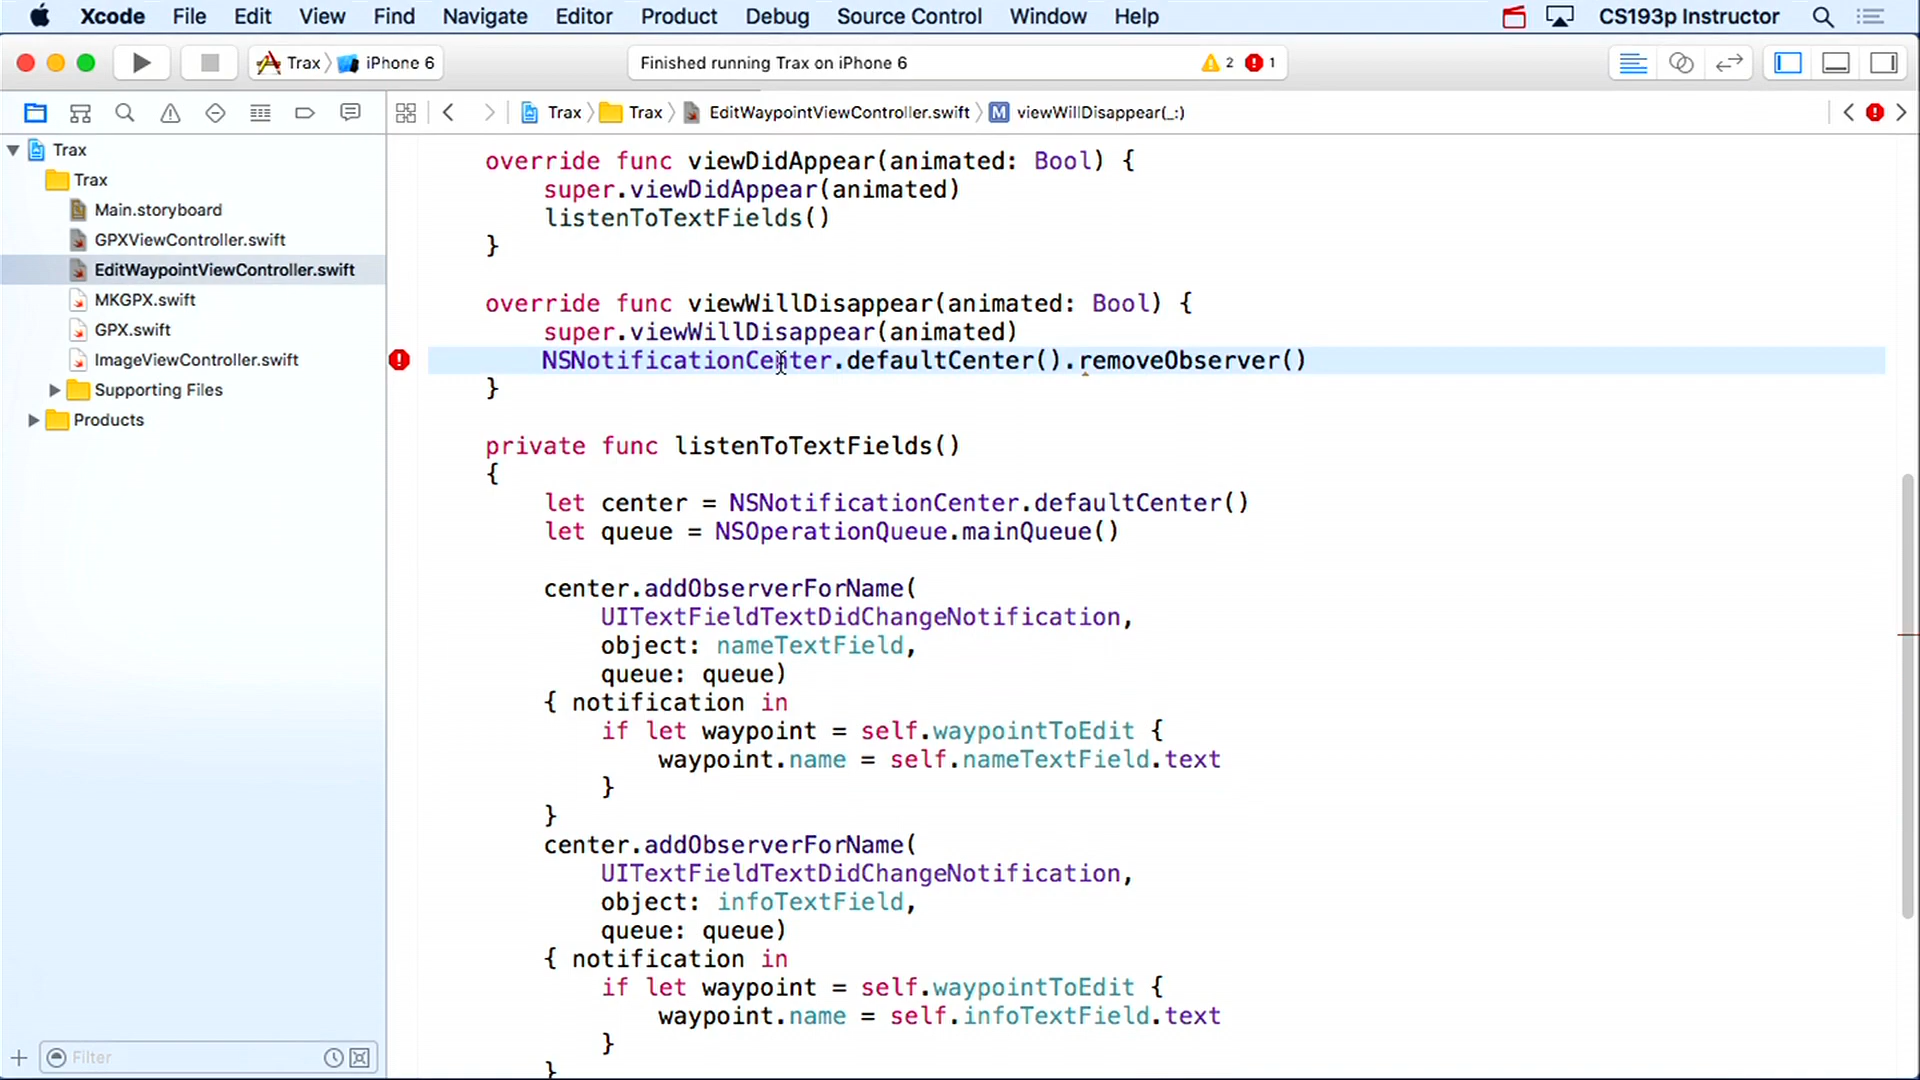 Xcode File Edit View Find Navigate Editor Product Debug Source Control Window Help CS193p Instructor
Trax iPhone 6 Finished running Trax on iPhone 6 2 1
Trax Trax EditWaypointViewController.swift M viewWillDisappear(_:)
Trax
Trax
Main.storyboard
GPXViewController.swift
EditWaypointViewController.swift
MKGPX.swift
GPX.swift
ImageViewController.swift
Supporting Files
Products
Filter
override func viewDidAppear(animated: Bool) {
super.viewDidAppear(animated)
listenToTextFields()
}
override func viewWillDisappear(animated: Bool) {
super.viewWillDisappear(animated)
NSNotificationCenter.defaultCenter().removeObserver()
}
private func listenToTextFields()
{
let center = NSNotificationCenter.defaultCenter()
let queue = NSOperationQueue.mainQueue()
center.addObserverForName(
UITextFieldTextDidChangeNotification,
object: nameTextField,
queue: queue)
{ notification in
if let waypoint = self.waypointToEdit {
waypoint.name = self.nameTextField.text
}
}
center.addObserverForName(
UITextFieldTextDidChangeNotification,
object: infoTextField,
queue: queue)
{ notification in
if let waypoint = self.waypointToEdit {
waypoint.name = self.infoTextField.text
}
}